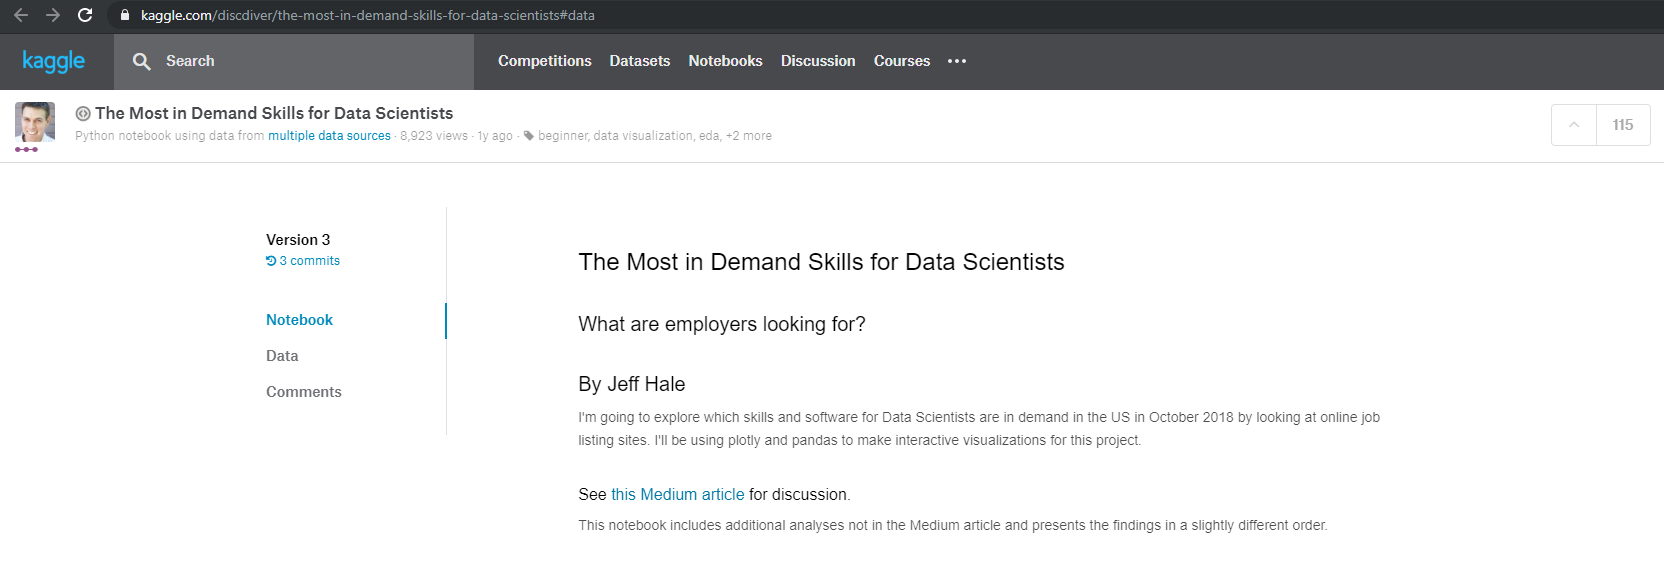 kaggle.com/discdiver/the-most-in-demand-skills-for-data-scientists#data
kaggle Search Competitions Datasets Notebooks Discussion Courses •••
The Most in Demand Skills for Data Scientists
Python notebook using data from multiple data sources · 8,923 views · 1y ago · beginner, data visualization, eda, +2 more
115
Version 3
3 commits
Notebook
Data
Comments
The Most in Demand Skills for Data Scientists
What are employers looking for?
By Jeff Hale
I'm going to explore which skills and software for Data Scientists are in demand in the US in October 2018 by looking at online job
listing sites. I'll be using plotly and pandas to make interactive visualizations for this project.
See this Medium article for discussion.
This notebook includes additional analyses not in the Medium article and presents the findings in a slightly different order.